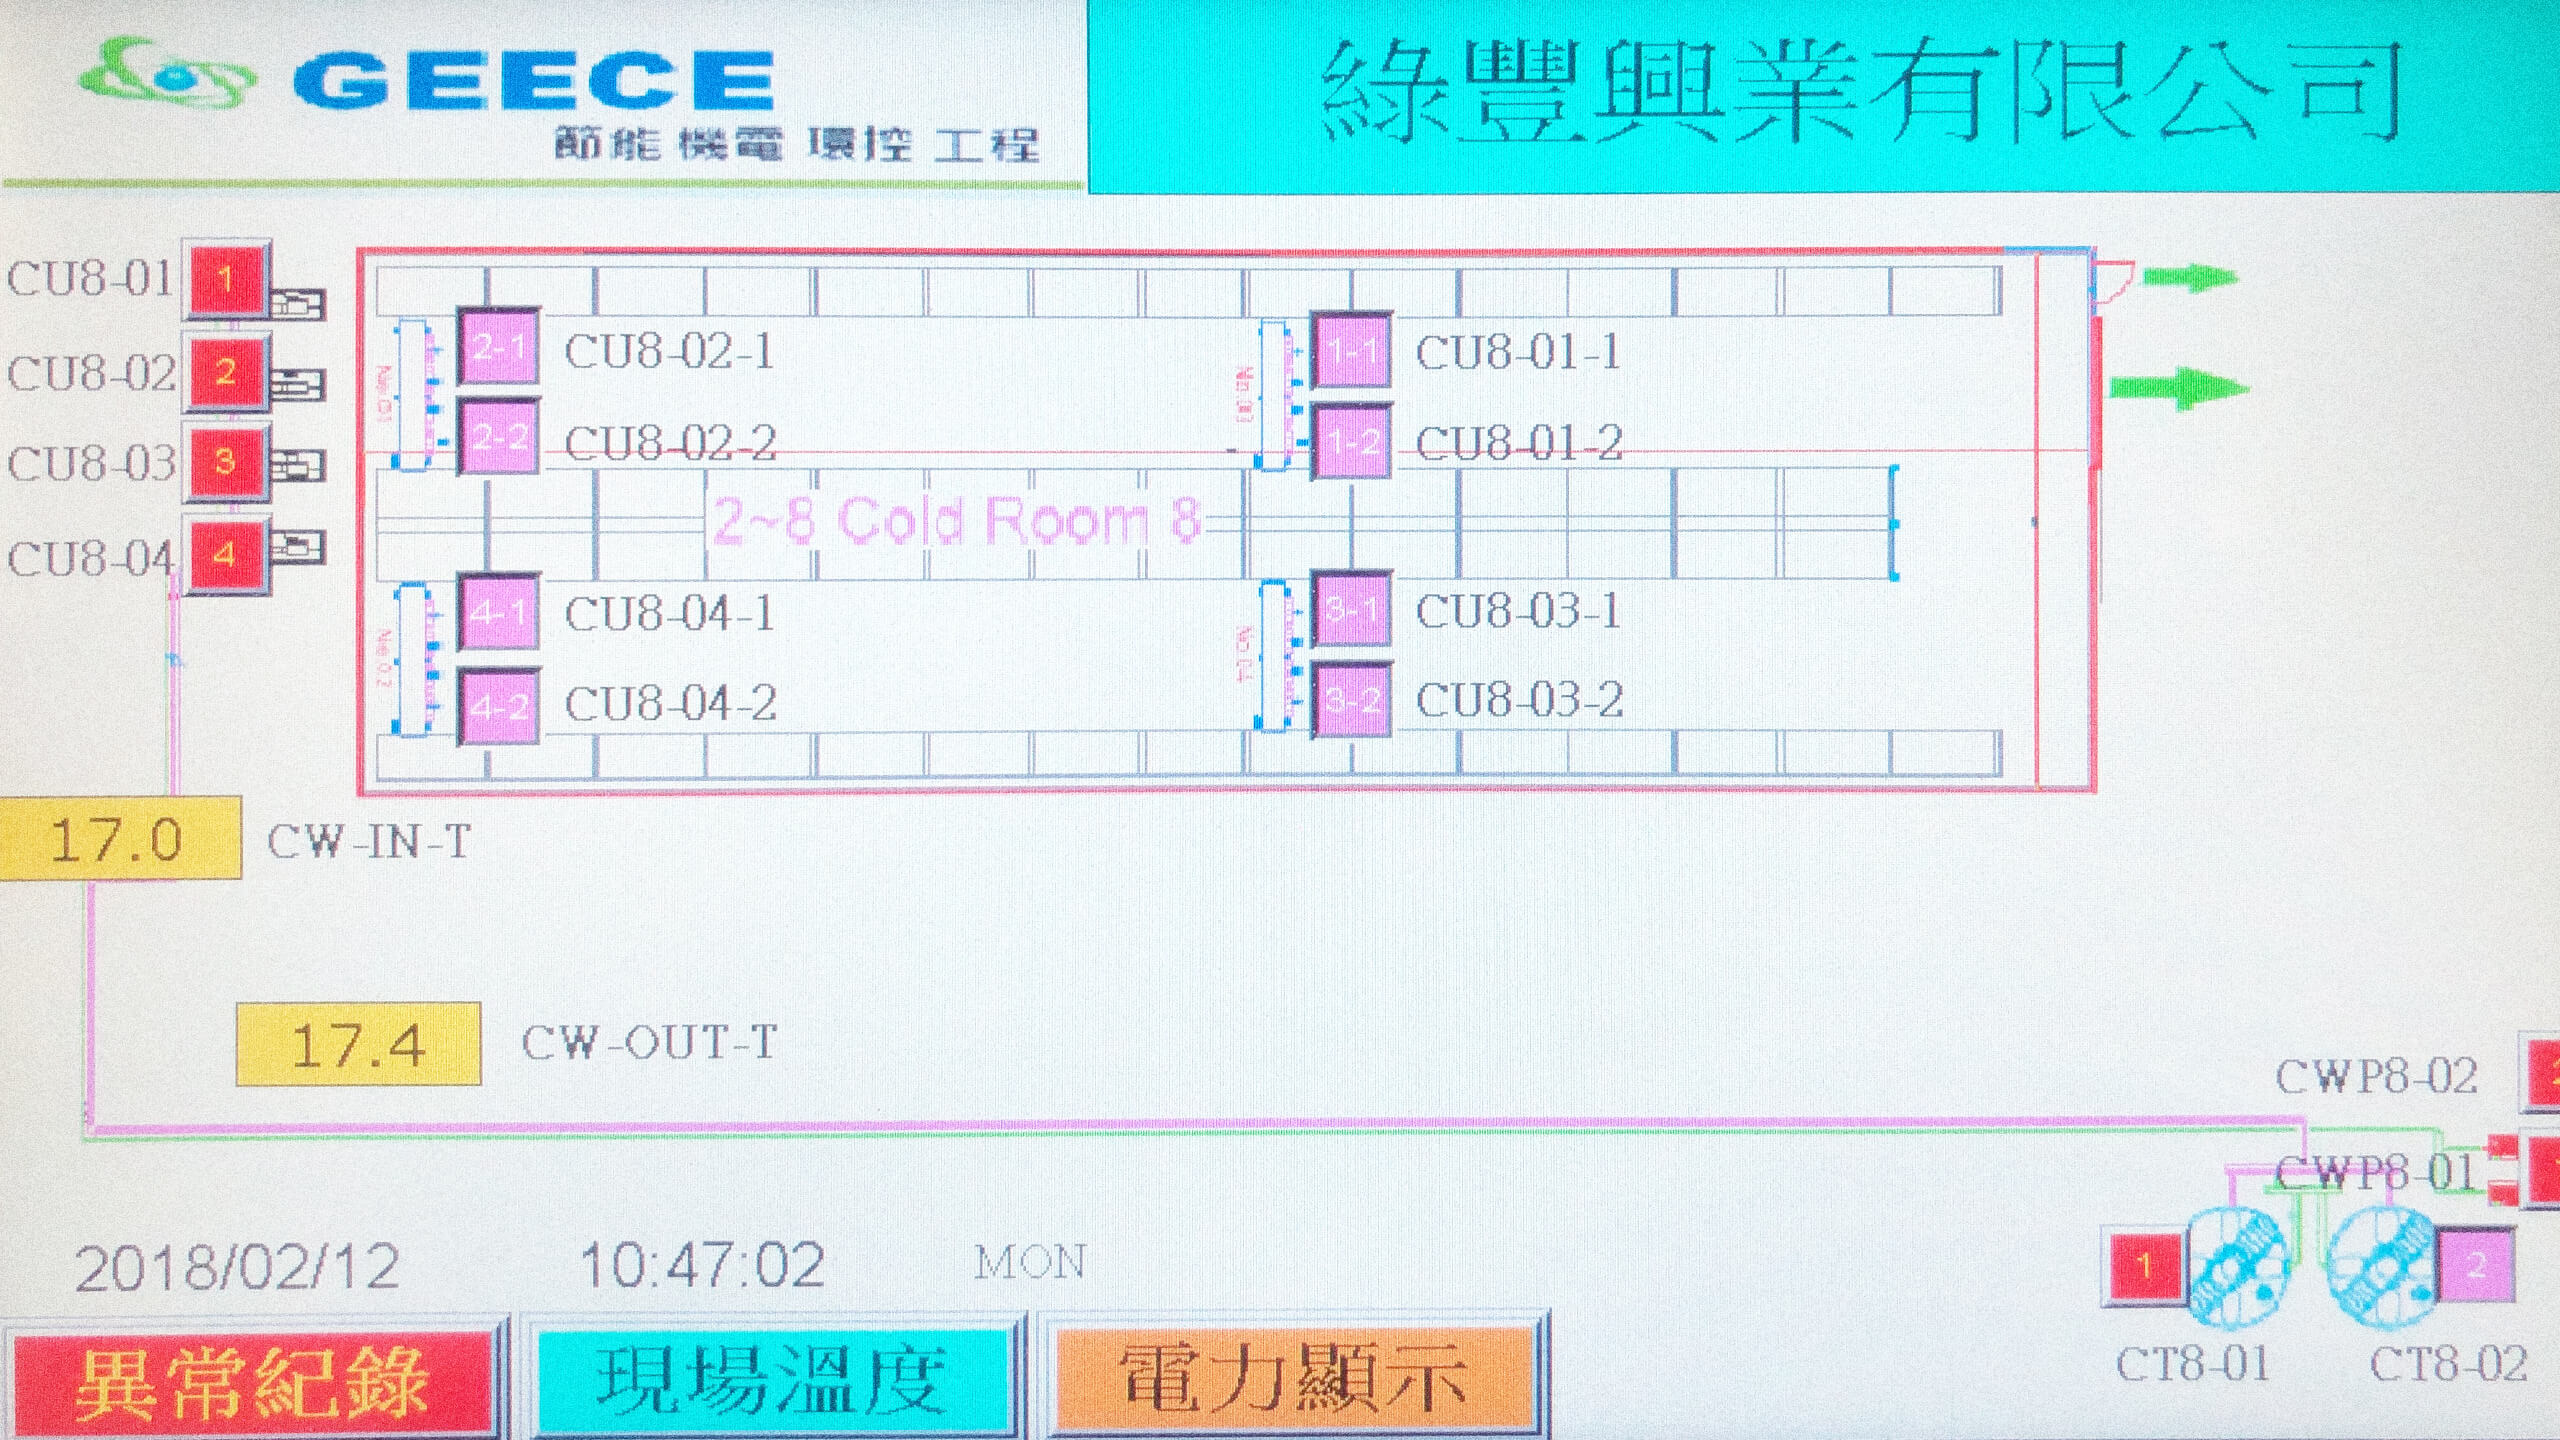 GEECE
節能 機電 環控 工程
綠豐興業有限公司
CU8-01 1
CU8-02 2
CU8-03 3
CU8-04 4
2-1 CU8-02-1
1-1 CU8-01-1
2-2 CU8-02-2
1-2 CU8-01-2
2~8 Cold Room 8
4-1 CU8-04-1
3-1 CU8-03-1
4-2 CU8-04-2
3-2 CU8-03-2
17.0 CW-IN-T
17.4 CW-OUT-T
CWP8-02
CWP8-01
1
2
CT8-01
CT8-02
2018/02/12 10:47:02 MON
異常紀錄
現場溫度
電力顯示